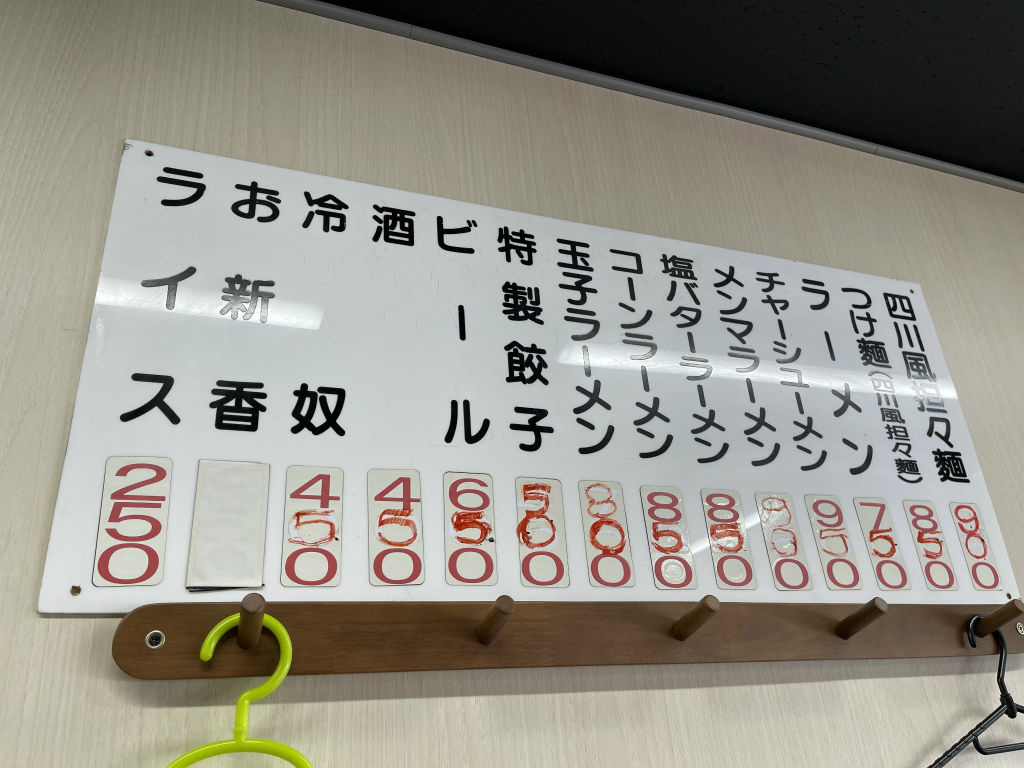 四川風担々麺 900
つけ麺(四川風担々麺) 850
ラーメン 750
チャーシューメン 950
メンマラーメン
塩バターラーメン 850
コーンラーメン 850
玉子ラーメン 800
特製餃子
ビール 650
酒 450
冷奴 450
お新香
ライス 250